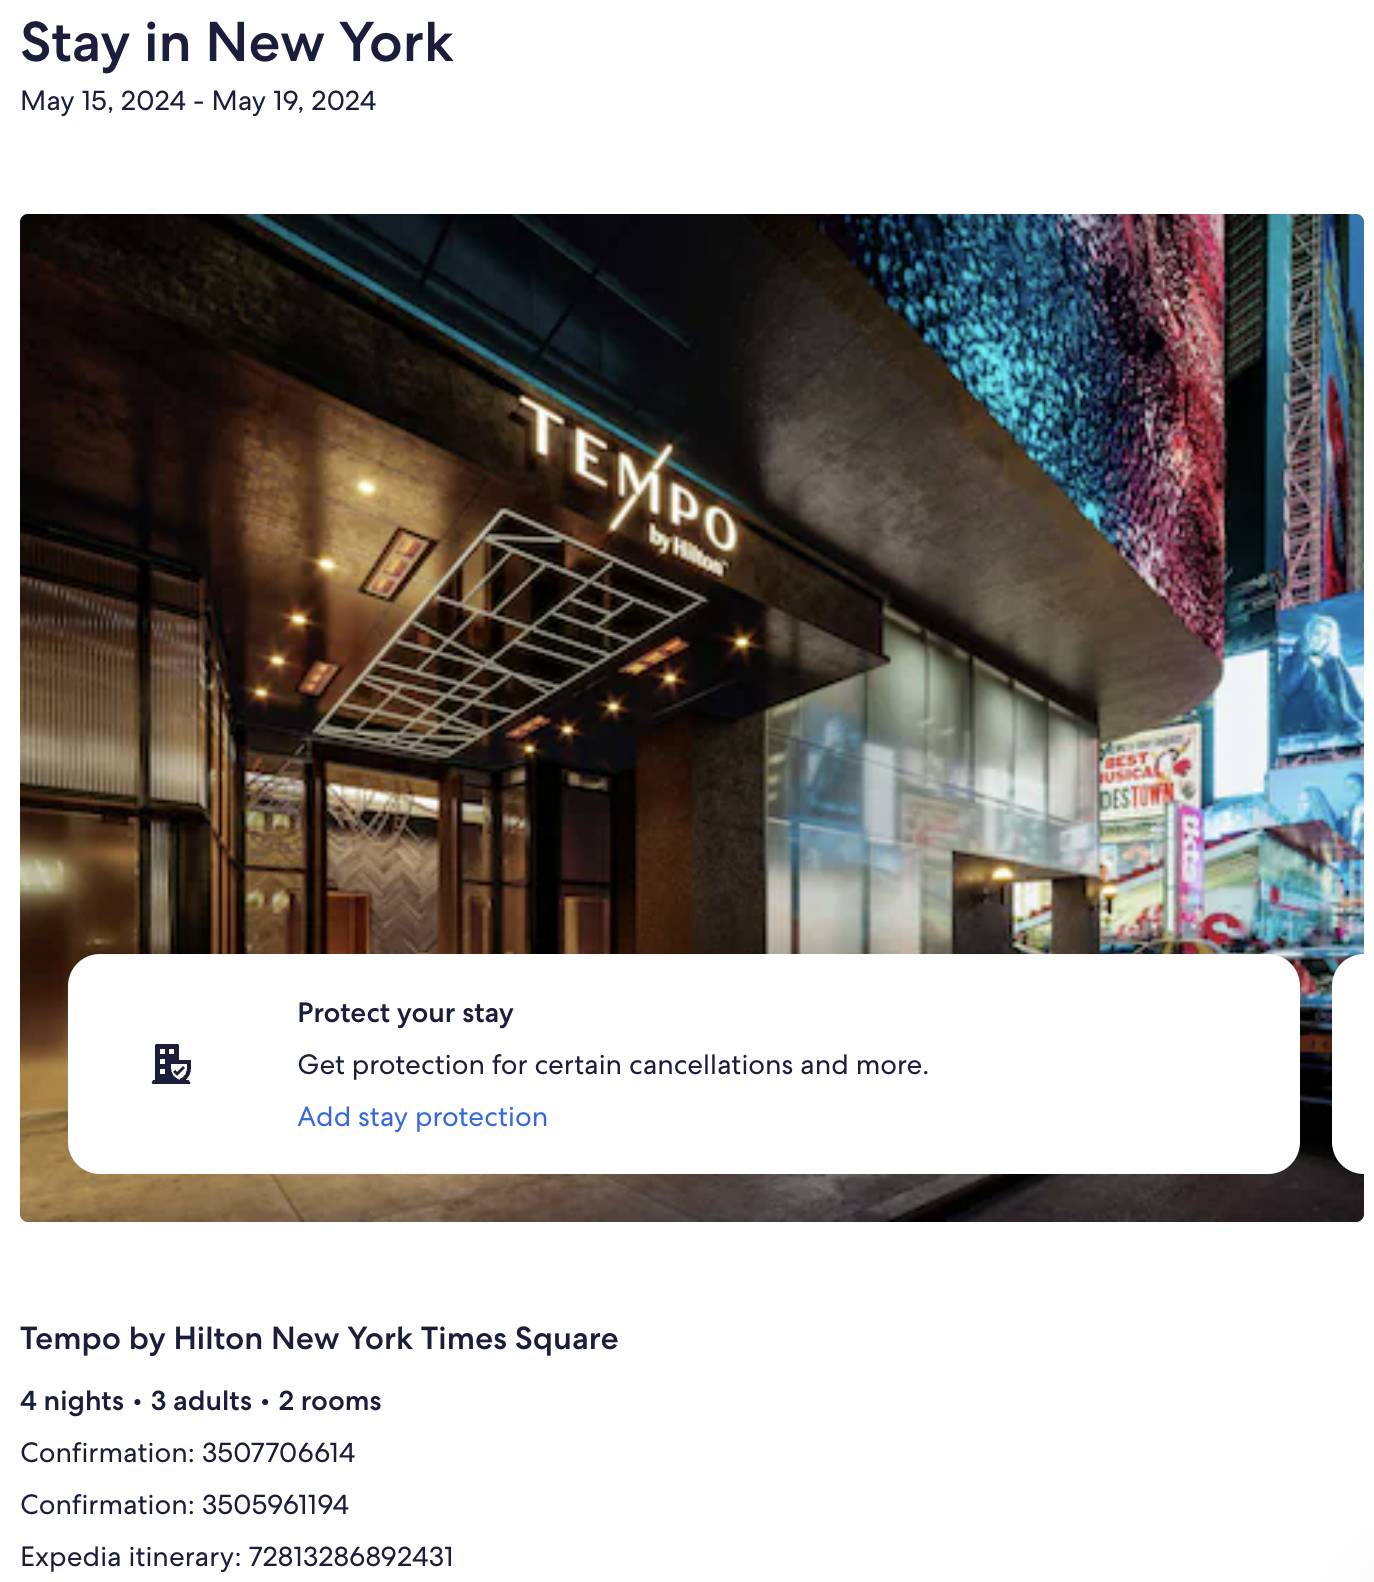 Stay in New York
May 15, 2024 - May 19, 2024
TEMPO
by Hilton
BEST
DESTOWN
Protect your stay
Get protection for certain cancellations and more.
Add stay protection
Tempo by Hilton New York Times Square
4 nights • 3 adults • 2 rooms
Confirmation: 3507706614
Confirmation: 3505961194
Expedia itinerary: 72813286892431